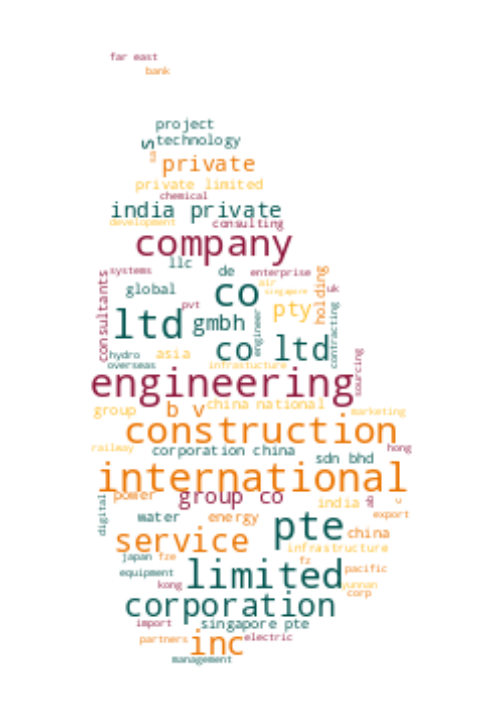 far east
bank
project
s technology
private
private limited
chemical
india private
development consulting
company
llc
systems de enterprise
air
global co singapore
consultants pvt pty holding uk
ltd gmbh engineer contracting
co ltd
hydro asia
overseas infrastucture sourcing
engineering
group b v china national marketing
construction
railway corporation china hong
sdn bhd
international
power group co india
digital water energy pte china export
service infrastructure
japan fze fz
equipment limited pacific
kong yunnan
corporation corp
import singapore pte
partners inc electric
management